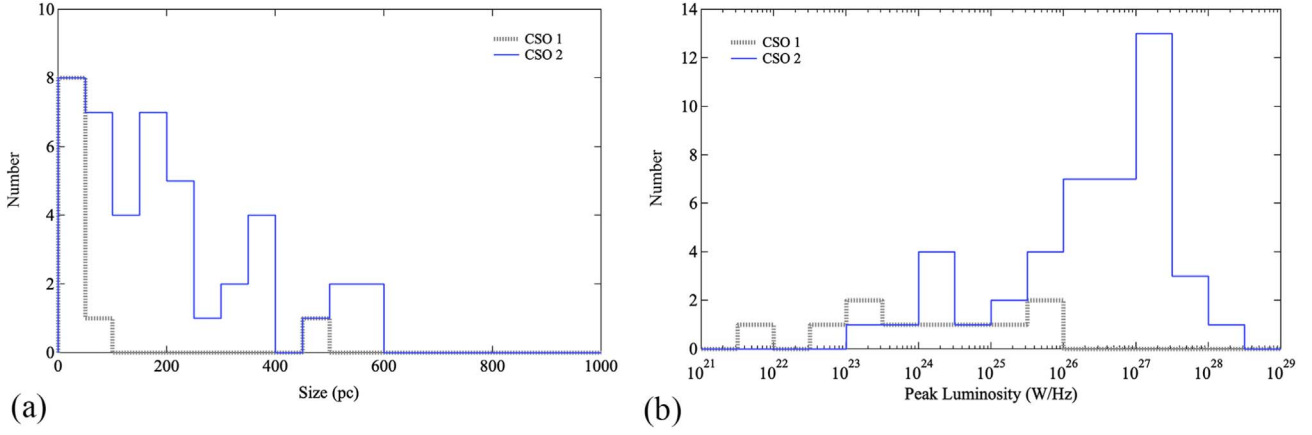 10
CSO 1
CSO 2
8
6
Number
4
2
0
0
200
400
600
800
1000
Size (pc)
(a)
14
CSO 1
CSO 2
12
10
8
Number
6
4
2
0
10^21
10^22
10^23
10^24
10^25
10^26
10^27
10^28
10^29
Peak Luminosity (W/Hz)
(b)